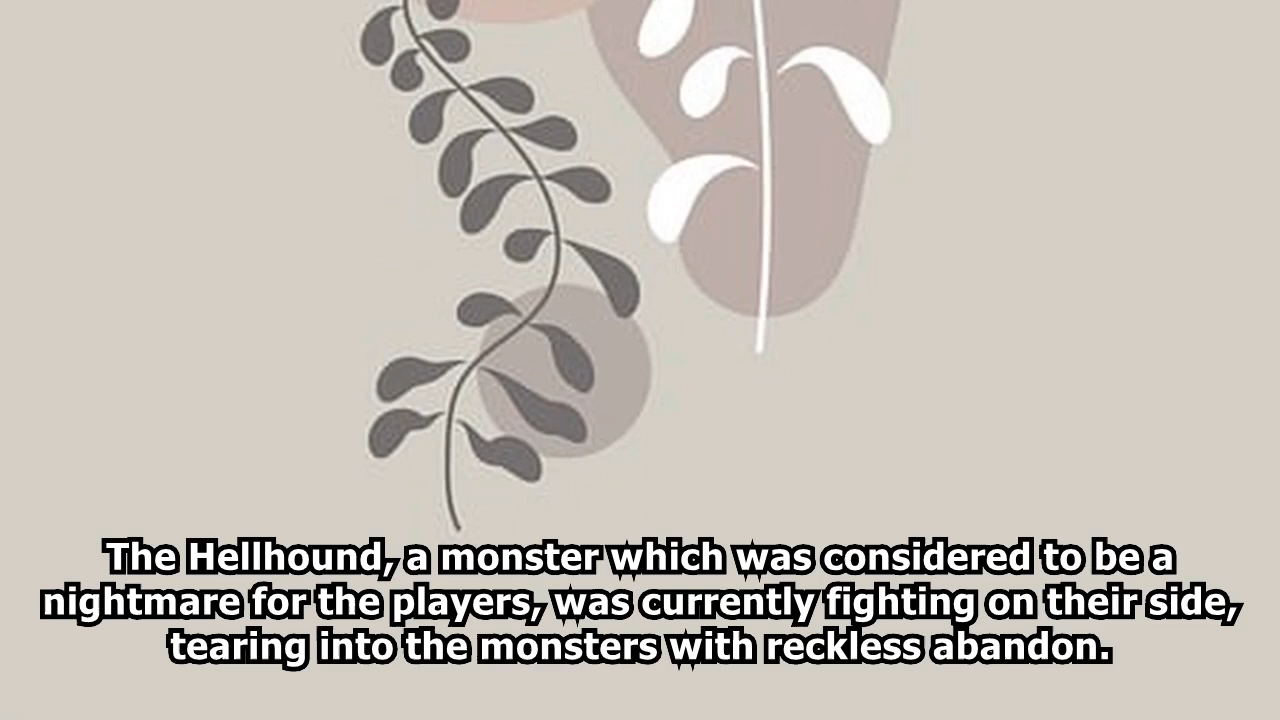 The Hellhound, a monster which was considered to be a
nightmare for the players, was currently fighting on their side,
tearing into the monsters with reckless abandon.